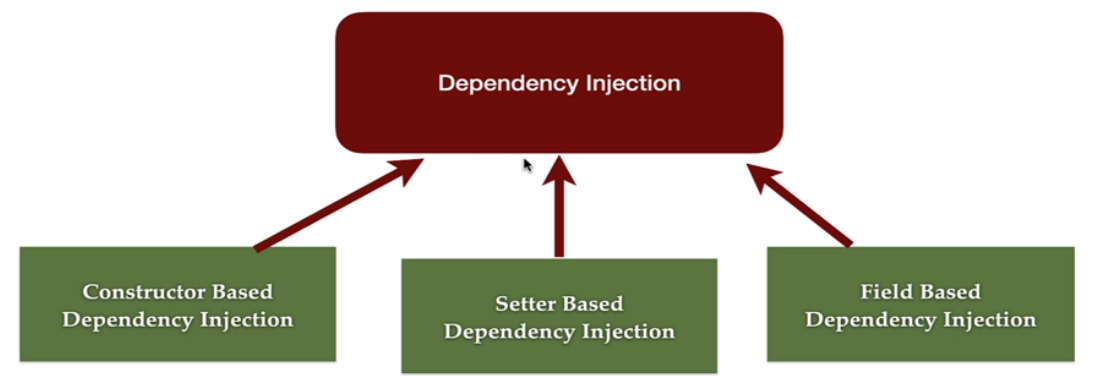 Dependency Injection
Constructor Based
Dependency Injection
Setter Based
Dependency Injection
Field Based
Dependency Injection